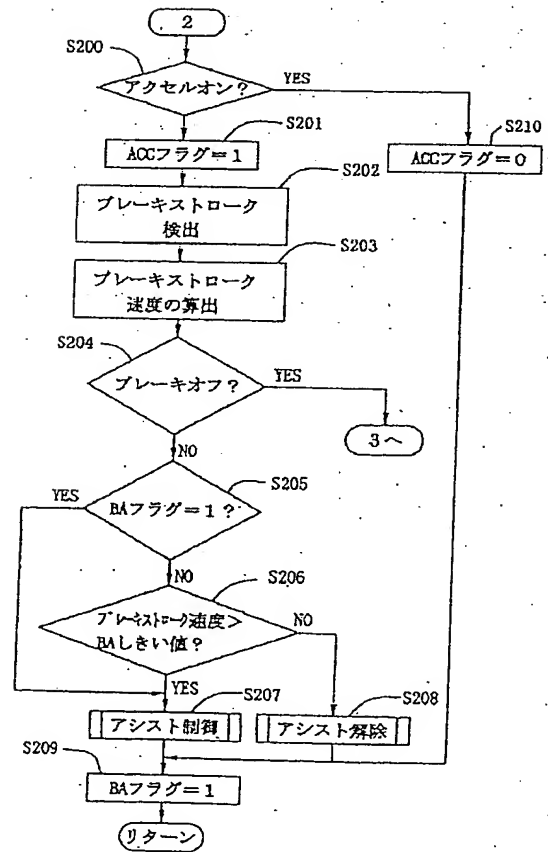 2
S200
アクセルオン?
YES
S201
ACCフラグ=1
S210
ACCフラグ=0
S202
ブレーキストローク
検出
S203
ブレーキストローク
速度の算出
S204
ブレーキオフ?
YES
3へ
NO
S205
YES
BAフラグ=1?
NO
S206
ブレーキストローク速度>
BAしきい値?
NO
YES
S207
アシスト制御
S208
アシスト解除
S209
BAフラグ=1
リターン